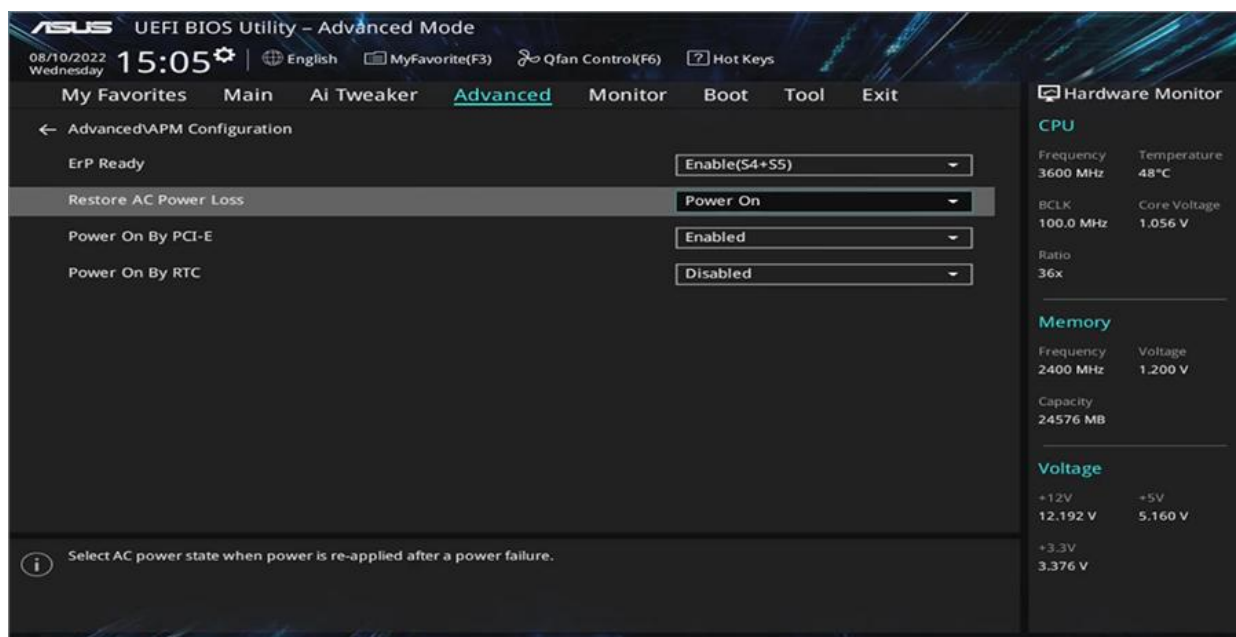 ASUS UEFI BIOS Utility – Advanced Mode
08/10/2022 Wednesday 15:05 English MyFavorite(F3) Qfan Control(F6) ? Hot Keys
My Favorites Main Ai Tweaker Advanced Monitor Boot Tool Exit
← Advanced\APM Configuration
ErP Ready Enable(S4+S5)
Restore AC Power Loss Power On
Power On By PCI-E Enabled
Power On By RTC Disabled
i Select AC power state when power is re-applied after a power failure.
Hardware Monitor
CPU
Frequency Temperature
3600 MHz 48°C
BCLK Core Voltage
100.0 MHz 1.056 V
Ratio
36x
Memory
Frequency Voltage
2400 MHz 1.200 V
Capacity
24576 MB
Voltage
+12V +5V
12.192 V 5.160 V
+3.3V
3.376 V